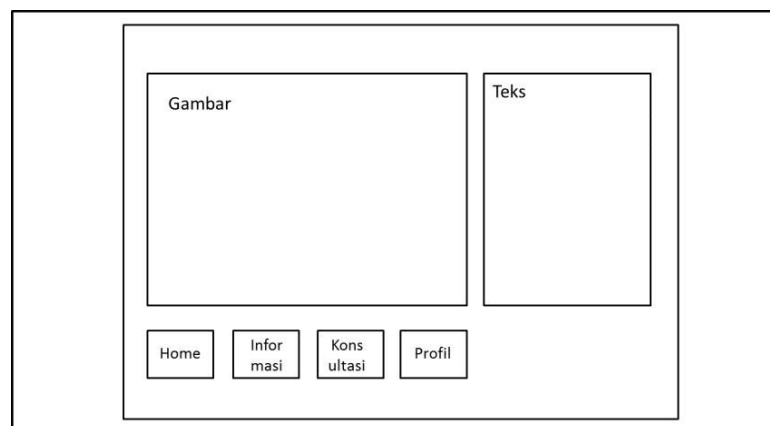 Gambar
Teks
Home
Infor
masi
Kons
ultasi
Profil